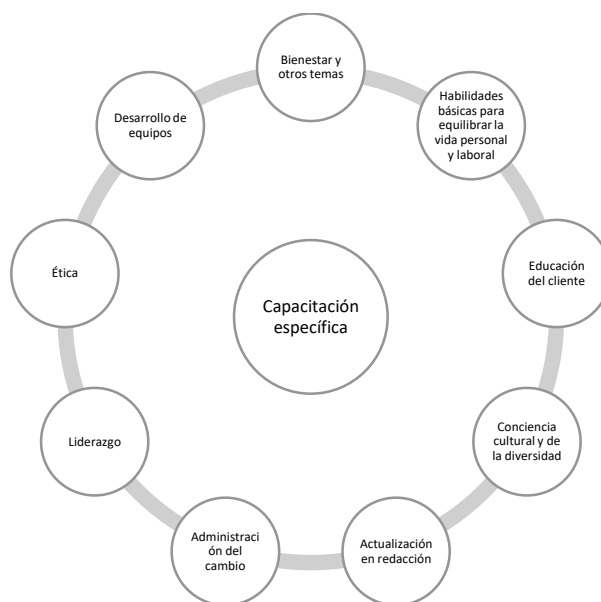 Bienestar y
otros temas
Habilidades
básicas para
equilibrar la
vida personal
y laboral
Educación
del cliente
Conciencia
cultural y de
la diversidad
Actualización
en redacción
Administraci
ón del
cambio
Liderazgo
Ética
Desarrollo de
equipos
Capacitación
específica